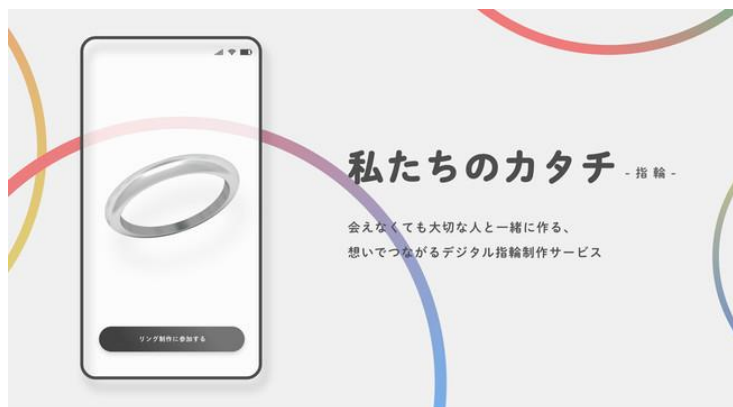 リング制作に参加する
私たちのカタチ -指輪-
会えなくても大切な人と一緒に作る、
想いでつながるデジタル指輪制作サービス